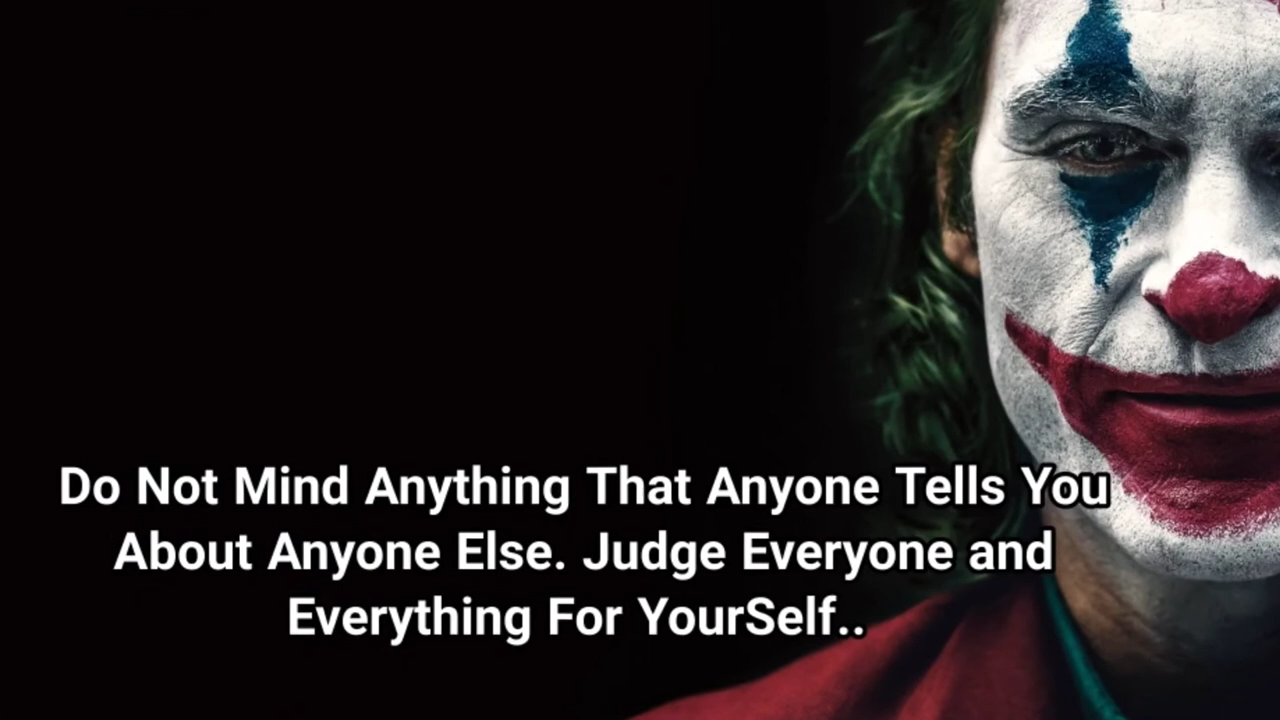 Do Not Mind Anything That Anyone Tells You
About Anyone Else. Judge Everyone and
Everything For YourSelf..